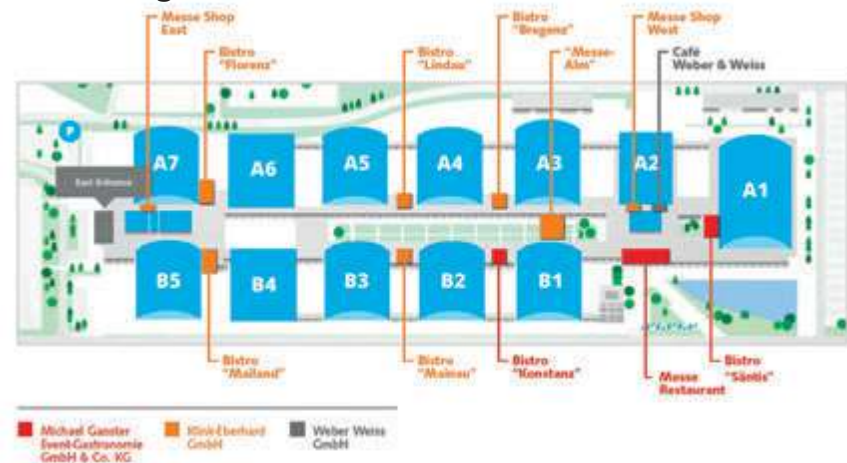 Messe Shop
East
Bistro
"Florenz"
Bistro
"Lindau"
Bistro
"Bregenz"
"Messe-
Alm"
Messe Shop
West
Café
Weber & Weiss
P
East Entrance
A7
A6
A5
A4
A3
A2
A1
B5
B4
B3
B2
B1
Bistro
"Mailand"
Bistro
"Mainau"
Bistro
"Konstanz"
Messe
Restaurant
Bistro
"Säntis"
Michael Ganster
Event-Gastronomie
GmbH & Co. KG
Klink-Eberhard
GmbH
Weber Weiss
GmbH